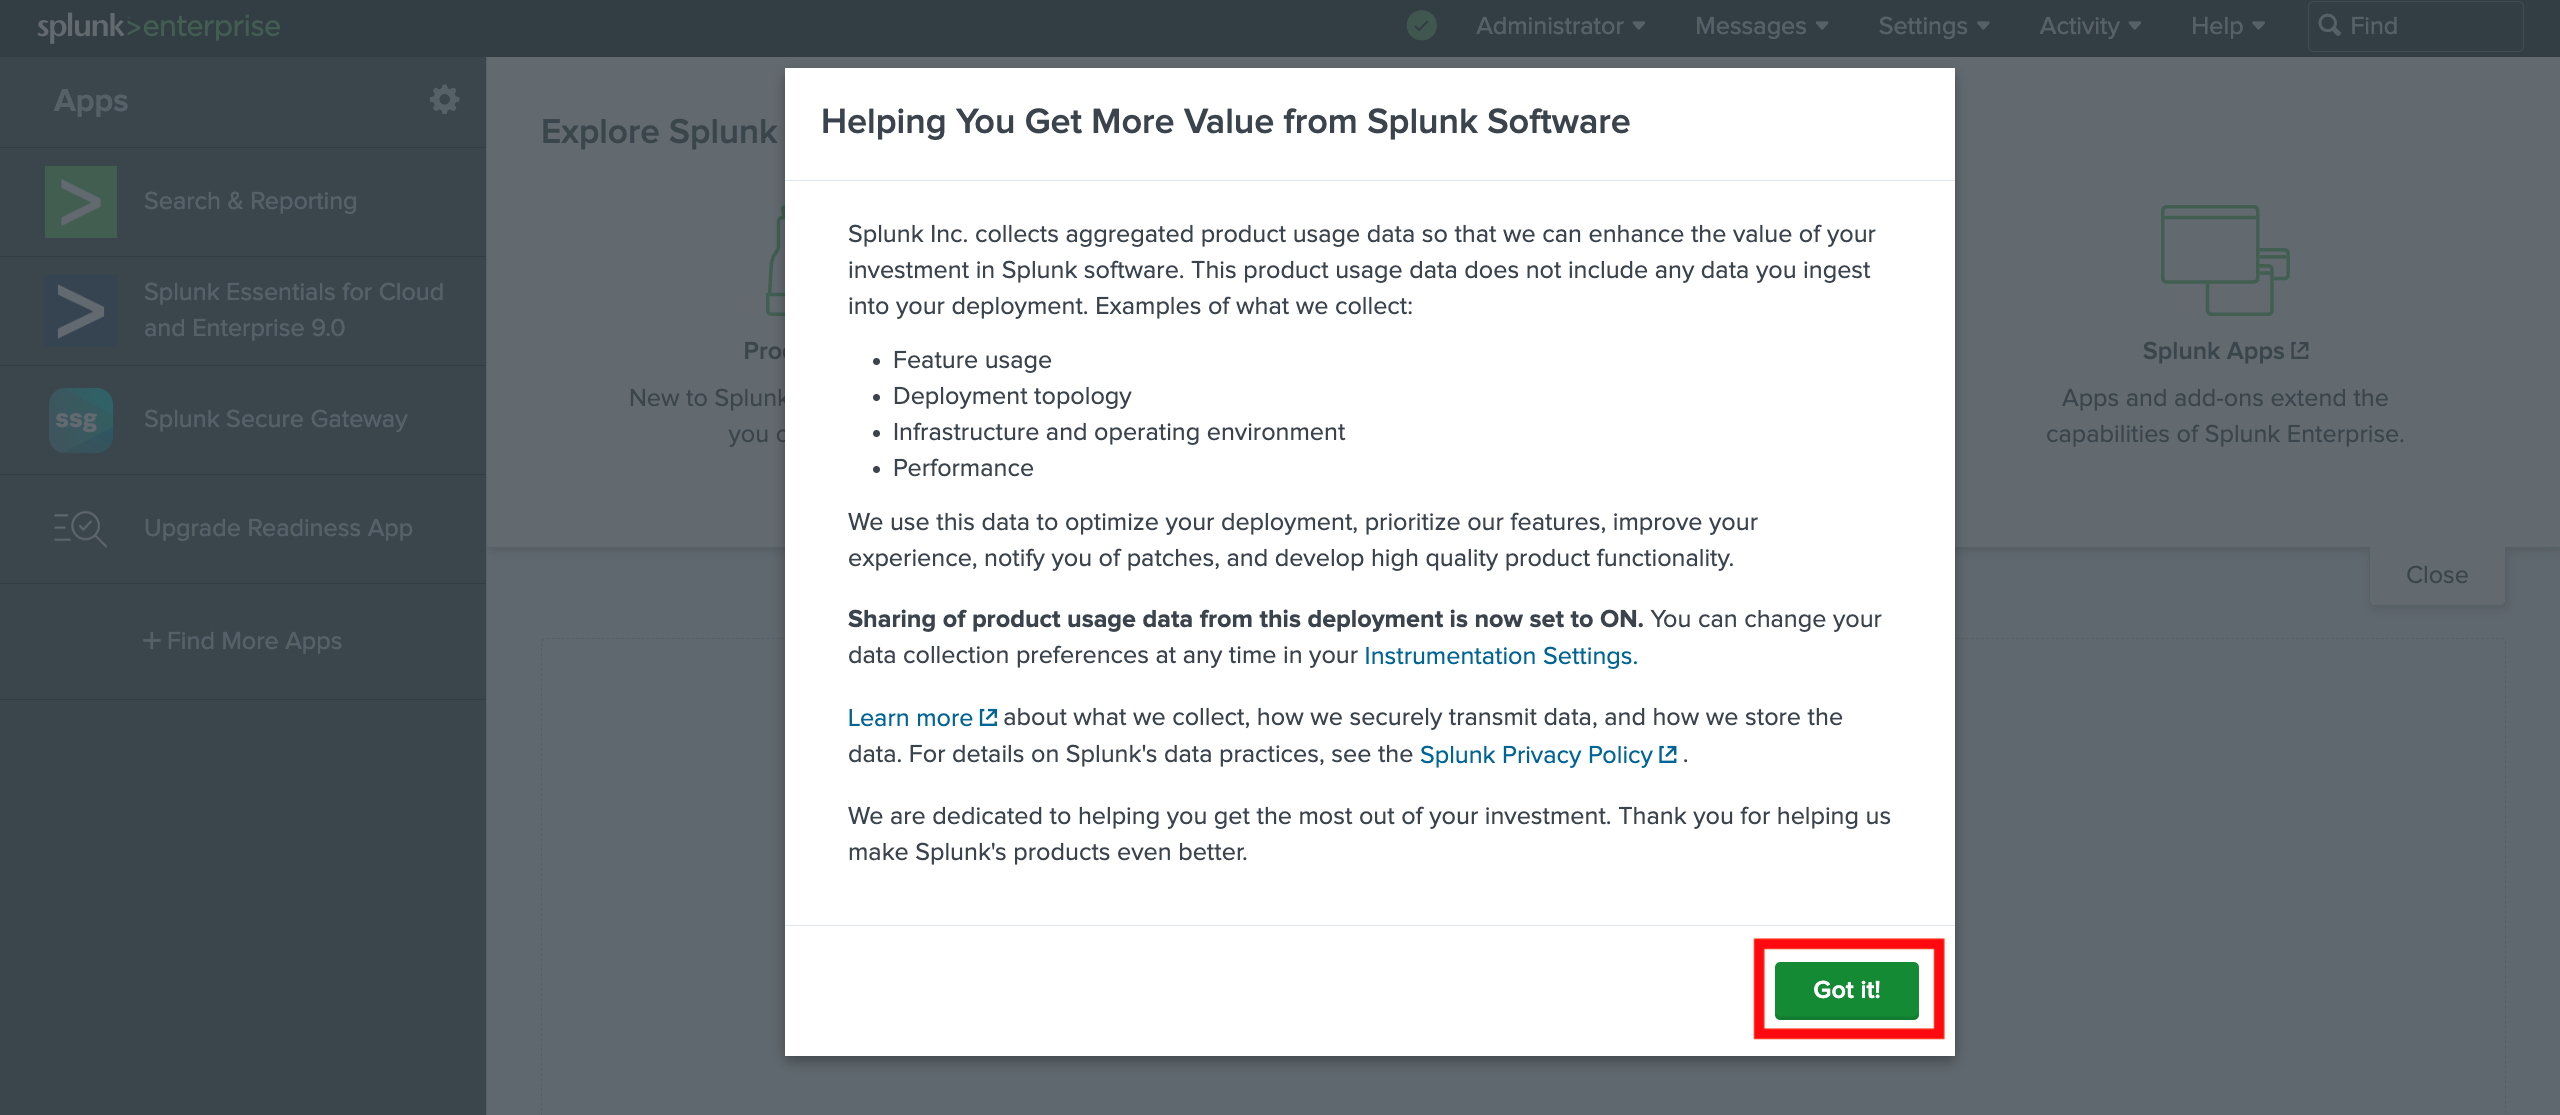 splunk>enterprise
Administrator
Messages
Settings
Activity
Help
Find
Apps
Search & Reporting
Splunk Essentials for Cloud
and Enterprise 9.0
ssg
Splunk Secure Gateway
Upgrade Readiness App
+ Find More Apps
Explore Splunk
Pro
New to Splunk
you c
Helping You Get More Value from Splunk Software
Splunk Inc. collects aggregated product usage data so that we can enhance the value of your
investment in Splunk software. This product usage data does not include any data you ingest
into your deployment. Examples of what we collect:
• Feature usage
• Deployment topology
• Infrastructure and operating environment
• Performance
We use this data to optimize your deployment, prioritize our features, improve your
experience, notify you of patches, and develop high quality product functionality.
Sharing of product usage data from this deployment is now set to ON. You can change your
data collection preferences at any time in your Instrumentation Settings.
Learn more about what we collect, how we securely transmit data, and how we store the
data. For details on Splunk's data practices, see the Splunk Privacy Policy .
We are dedicated to helping you get the most out of your investment. Thank you for helping us
make Splunk's products even better.
Got it!
Splunk Apps
Apps and add-ons extend the
capabilities of Splunk Enterprise.
Close